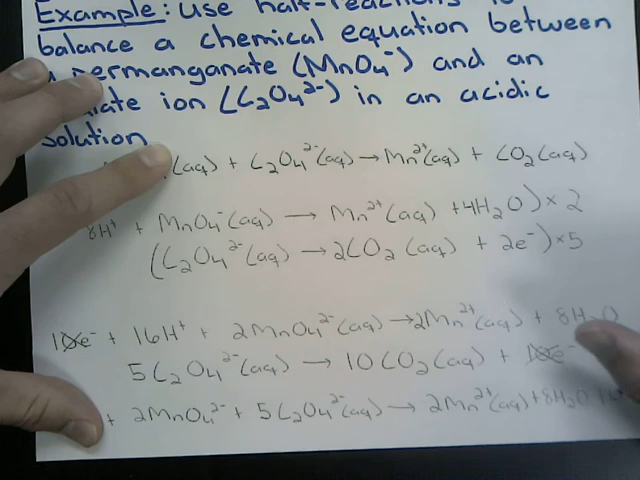 Example: Use half-reactions to
balance a chemical equation between
permanganate (MnO₄⁻) and an
ion (C₂O₄²⁻) in an acidic
solution
(aq) + C₂O₄²⁻(aq) → Mn²⁺(aq) + CO₂(aq)
8H⁺ + MnO₄⁻(aq) → Mn²⁺(aq) + 4H₂O) × 2
(C₂O₄²⁻(aq) → 2CO₂(aq) + 2e⁻) × 5
10e⁻ + 16H⁺ + 2MnO₄²⁻(aq) → 2Mn²⁺(aq) + 8H₂O
5C₂O₄²⁻(aq) → 10CO₂(aq) + 10e⁻
+ 2MnO₄²⁻ + 5C₂O₄²⁻(aq) → 2Mn²⁺(aq) + 8H₂O